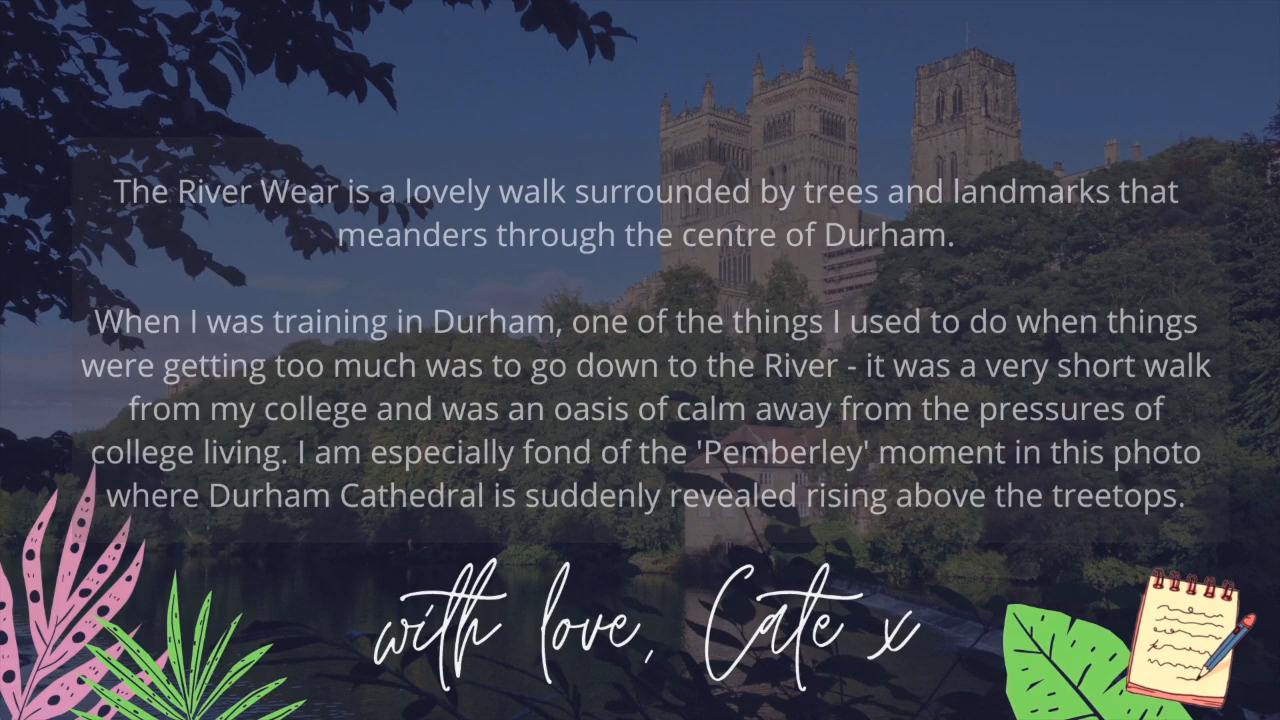 The River Wear is a lovely walk surrounded by trees and landmarks that
meanders through the centre of Durham.
When I was training in Durham, one of the things I used to do when things
were getting too much was to go down to the River - it was a very short walk
from my college and was an oasis of calm away from the pressures of
college living. I am especially fond of the 'Pemberley' moment in this photo
where Durham Cathedral is suddenly revealed rising above the treetops.
with love, Cate x